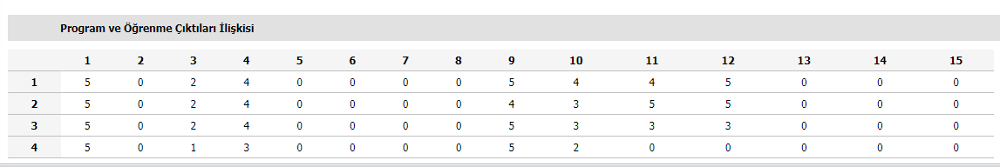 Program ve Öğrenme Çıktıları İlişkisi
1 2 3 4 5 6 7 8 9 10 11 12 13 14 15
1 5 0 2 4 0 0 0 0 5 4 4 5 0 0 0
2 5 0 2 4 0 0 0 0 4 3 5 5 0 0 0
3 5 0 2 4 0 0 0 0 5 3 3 3 0 0 0
4 5 0 1 3 0 0 0 0 5 2 0 0 0 0 0